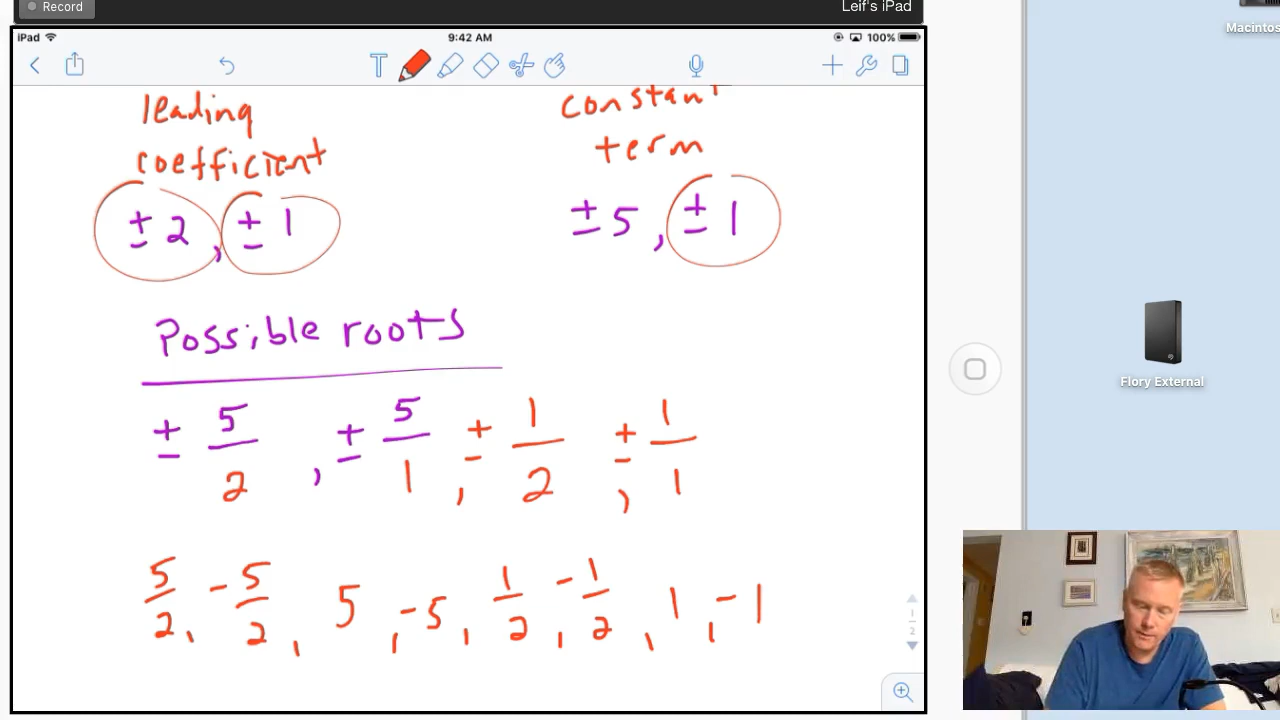 Record
Leif's iPad
Macintos
iPad 9:42 AM 100%
T
leading
coefficient
constant
term
± 2, ± 1
± 5, ± 1
Possible roots
± 5/2, ± 5/1, ± 1/2, ± 1/1
5/2, -5/2, 5, -5, 1/2, -1/2, 1, -1
1/2
Flory External